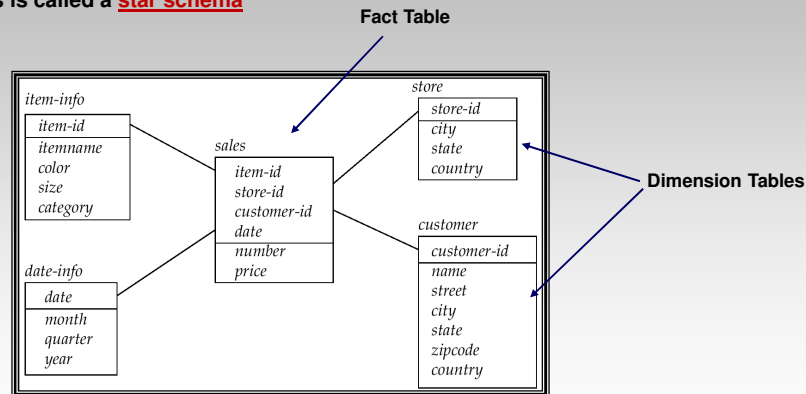 s is called a star schema
Fact Table
item-info
item-id
itemname
color
size
category
sales
item-id
store-id
customer-id
date
number
price
store
store-id
city
state
country
Dimension Tables
date-info
date
month
quarter
year
customer
customer-id
name
street
city
state
zipcode
country